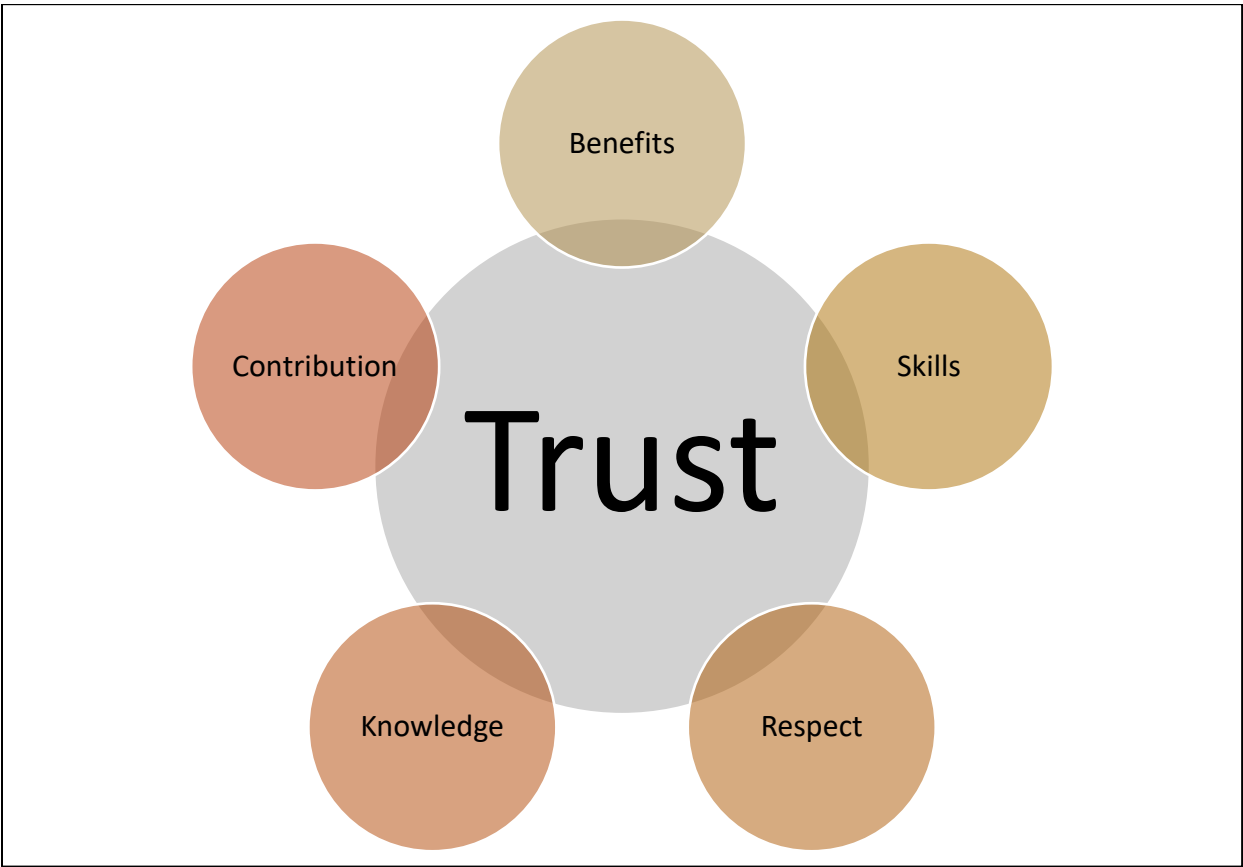 Benefits
Contribution
Skills
Trust
Knowledge
Respect